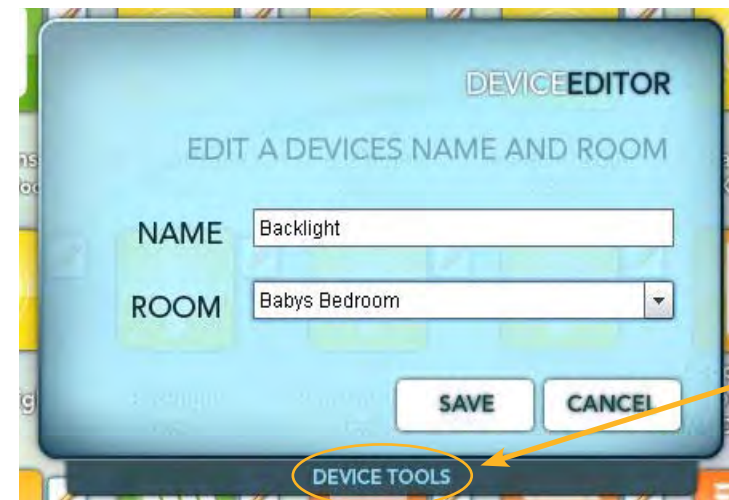 DEVICEEDITOR
EDIT A DEVICES NAME AND ROOM
NAME Backlight
ROOM Babys Bedroom
SAVE CANCEL
DEVICE TOOLS